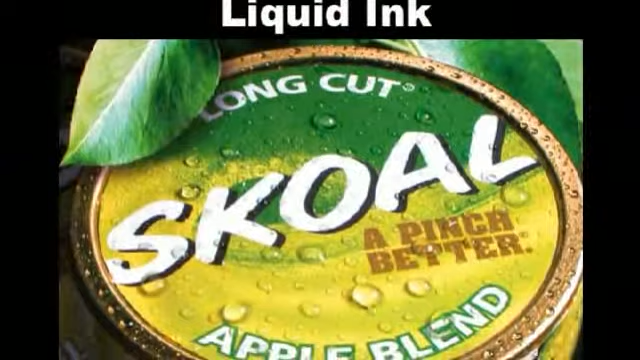 Liquid Ink
LONG CUT®
SKOAL
A PINCH
BETTER.®
APPLE BLEND